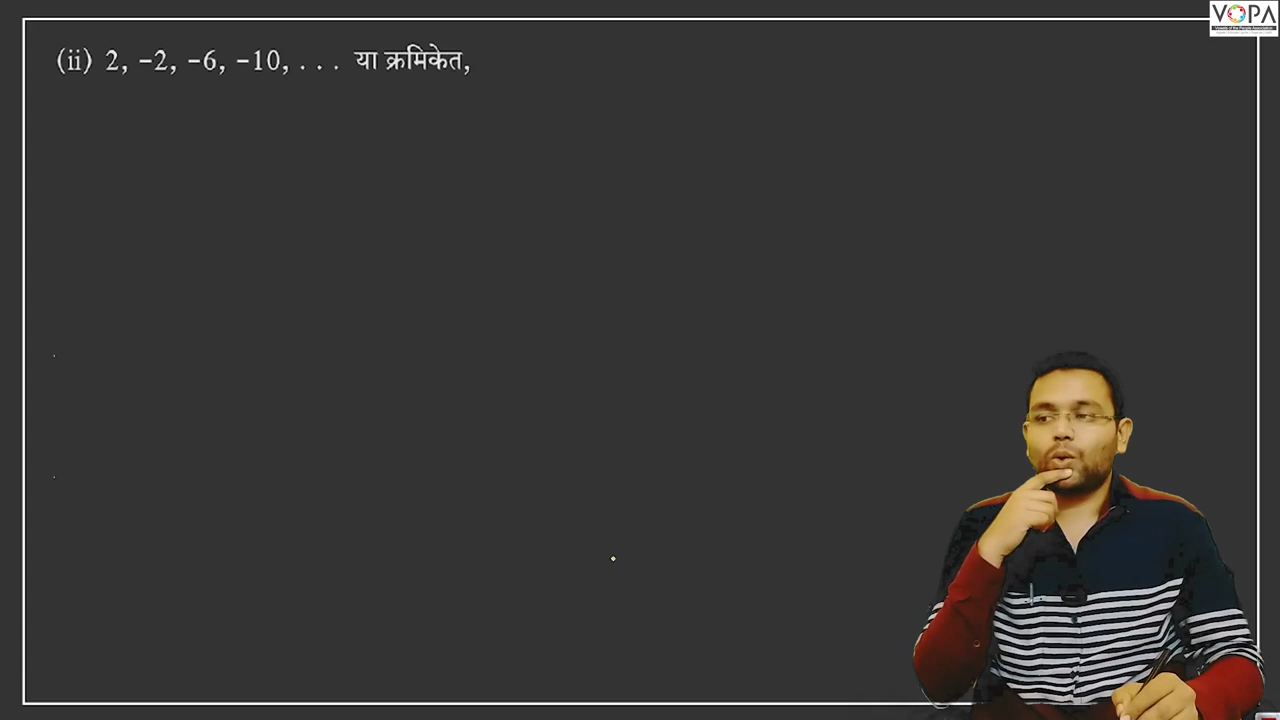 VOPA
(ii) 2, -2, -6, -10, . . . या क्रमिकेत,